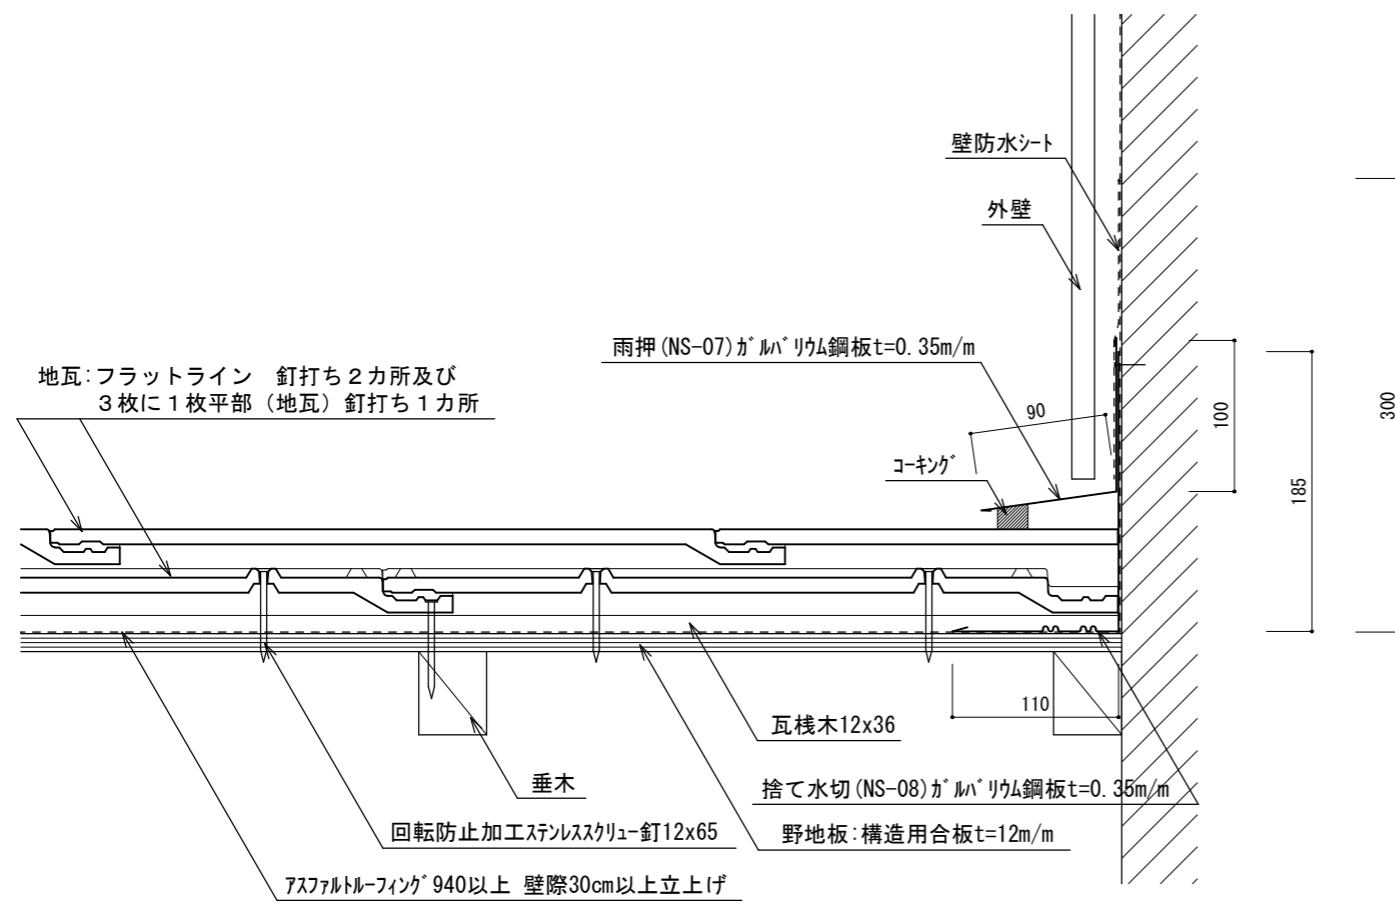 壁防水ｼｰﾄ
外壁
雨押(NS-07)ｶﾞﾙﾊﾞﾘｳﾑ鋼板t=0.35m/m
地瓦:フラットライン　釘打ち２カ所及び
３枚に１枚平部（地瓦）釘打ち１カ所
90
100
300
ｺｰｷﾝｸﾞ
185
110
瓦桟木12x36
垂木
捨て水切(NS-08)ｶﾞﾙﾊﾞﾘｳﾑ鋼板t=0.35m/m
回転防止加工ｽﾃﾝﾚｽｽｸﾘｭｰ釘12x65
野地板:構造用合板t=12m/m
ｱｽﾌｧﾙﾄﾙｰﾌｨﾝｸﾞ940以上 壁際30cm以上立上げ